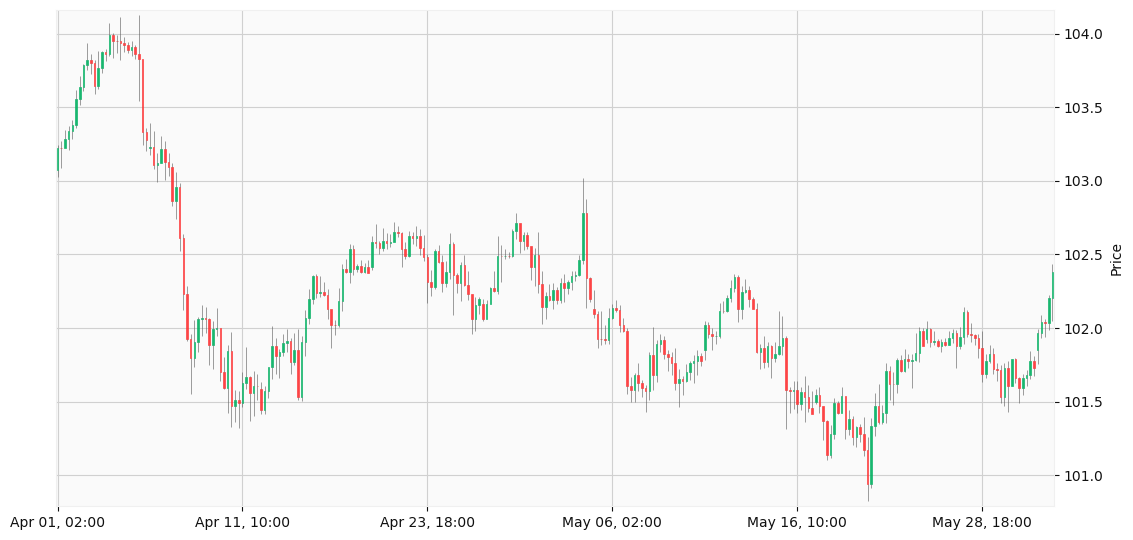 104.0
103.5
103.0
102.5
102.0
101.5
101.0
Price
Apr 01, 02:00
Apr 11, 10:00
Apr 23, 18:00
May 06, 02:00
May 16, 10:00
May 28, 18:00